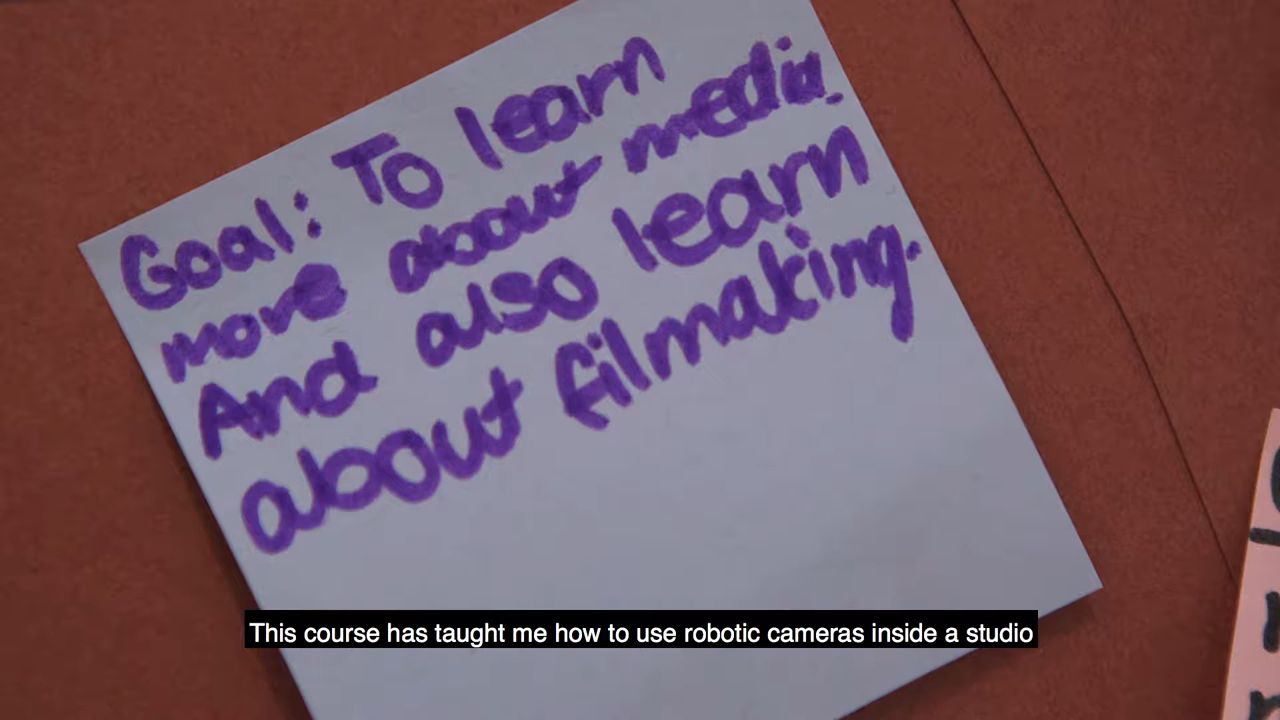 Goal: To learn
more about media.
And also learn
about filmaking.
This course has taught me how to use robotic cameras inside a studio